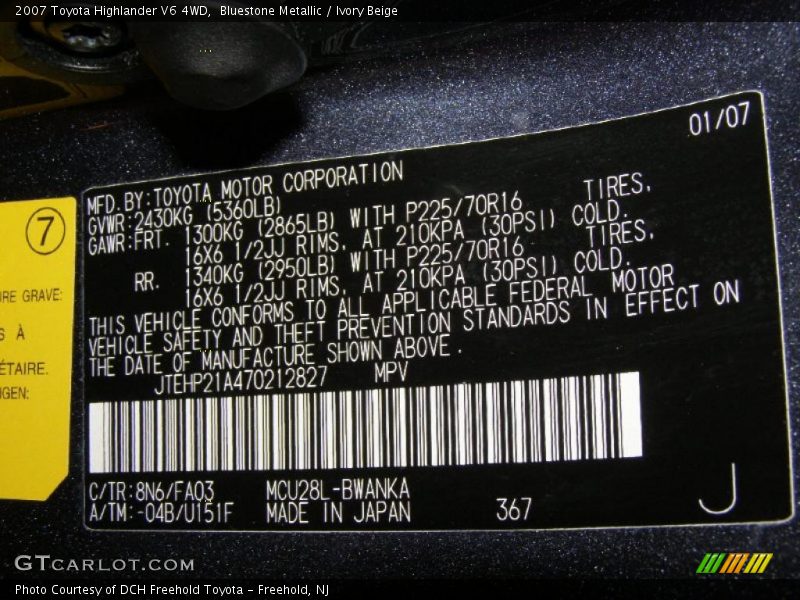 2007 Toyota Highlander V6 4WD,  Bluestone Metallic / Ivory Beige
01/07
MFD.BY:TOYOTA MOTOR CORPORATION
GVWR:2430KG (5360LB)
GAWR:FRT. 1300KG (2865LB) WITH P225/70R16 TIRES,
16X6 1/2JJ RIMS, AT 210KPA (30PSI) COLD.
RR. 1340KG (2950LB) WITH P225/70R16 TIRES,
16X6 1/2JJ RIMS, AT 210KPA (30PSI) COLD.
THIS VEHICLE CONFORMS TO ALL APPLICABLE FEDERAL MOTOR
VEHICLE SAFETY AND THEFT PREVENTION STANDARDS IN EFFECT ON
THE DATE OF MANUFACTURE SHOWN ABOVE.
JTEHP21A470212827 MPV
C/TR:8N6/FA03 MCU28L-BWANKA
A/TM:-04B/U151F MADE IN JAPAN 367
J
7
URE GRAVE:
S À
ÉTAIRE.
GEN:
GTCARLOT.COM
Photo Courtesy of DCH Freehold Toyota - Freehold, NJ